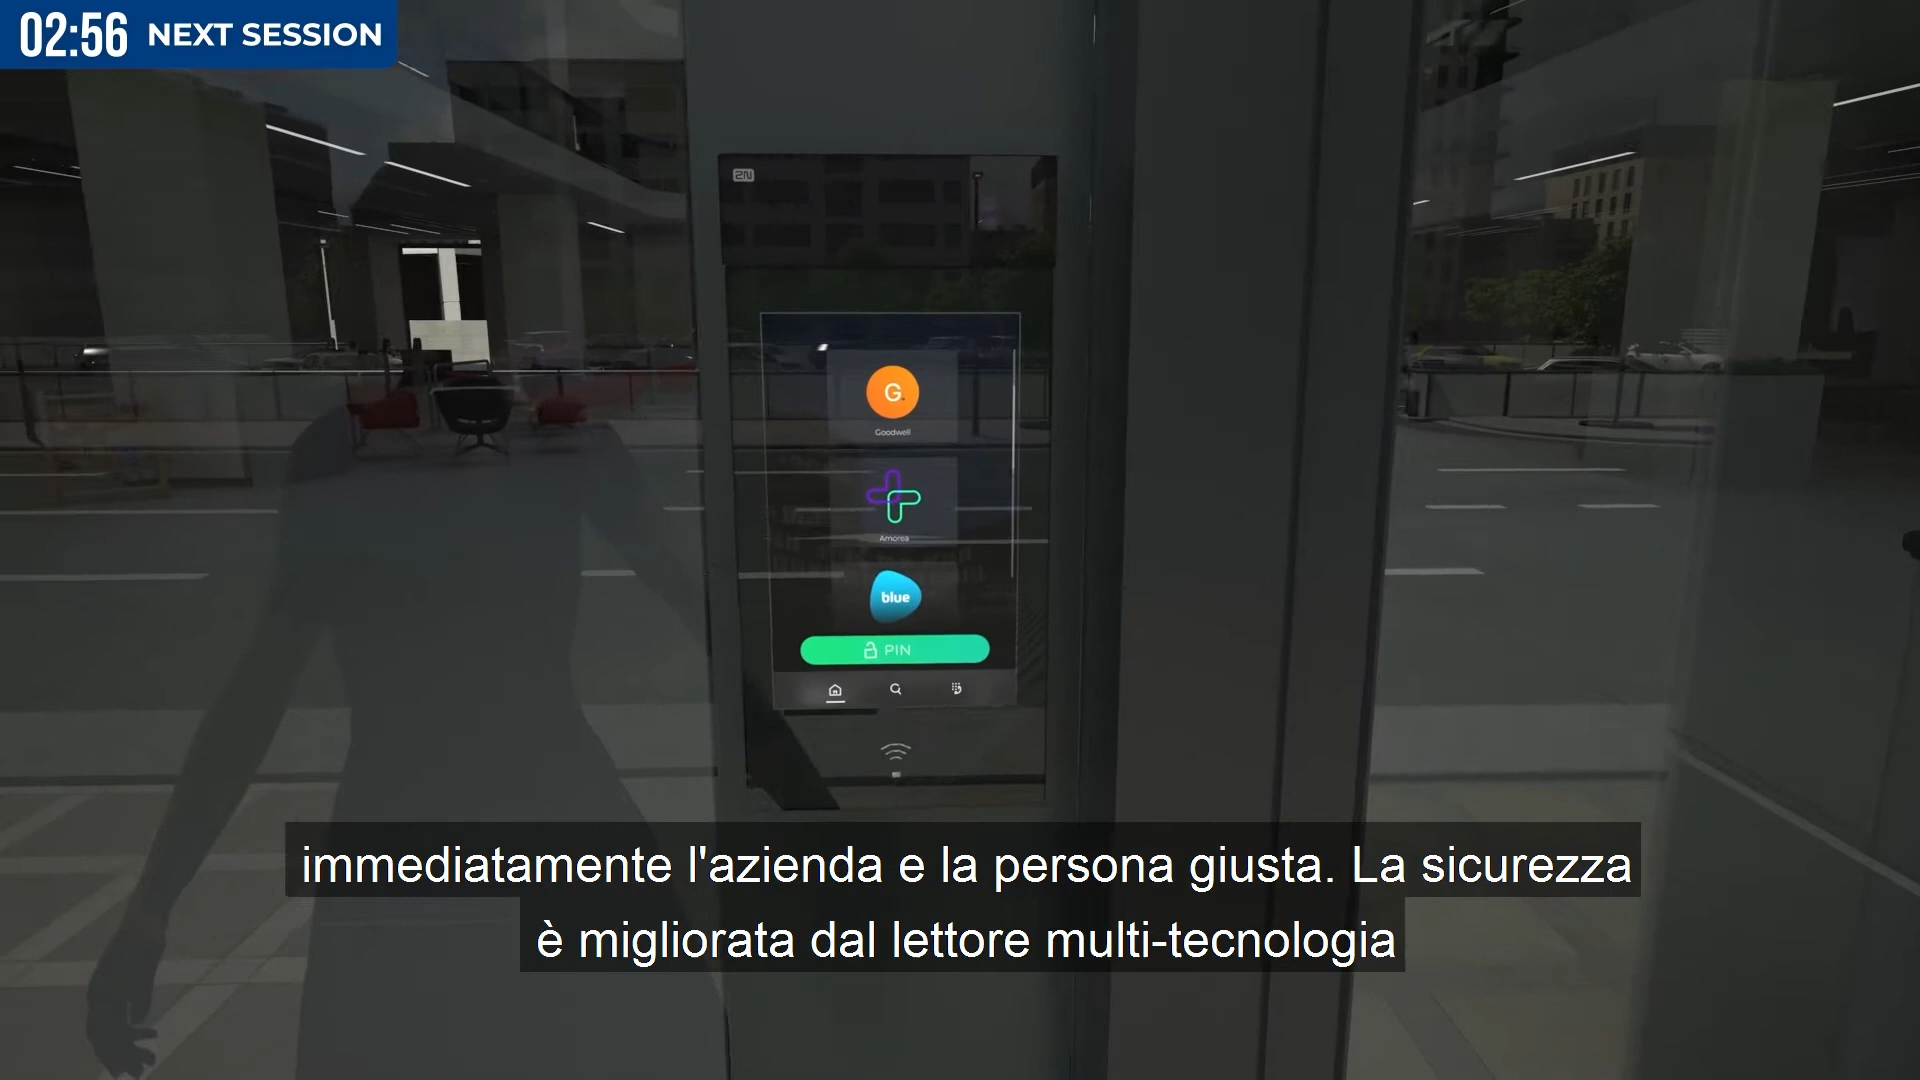 02:56 NEXT SESSION
2N
G.
Goodwell
Amorea
blue
PIN
immediatamente l'azienda e la persona giusta. La sicurezza
è migliorata dal lettore multi-tecnologia